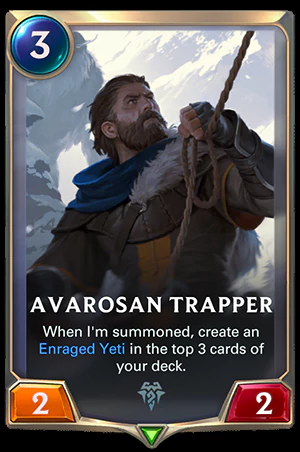 3
AVAROSAN TRAPPER
When I'm summoned, create an
Enraged Yeti in the top 3 cards of
your deck.
2
2